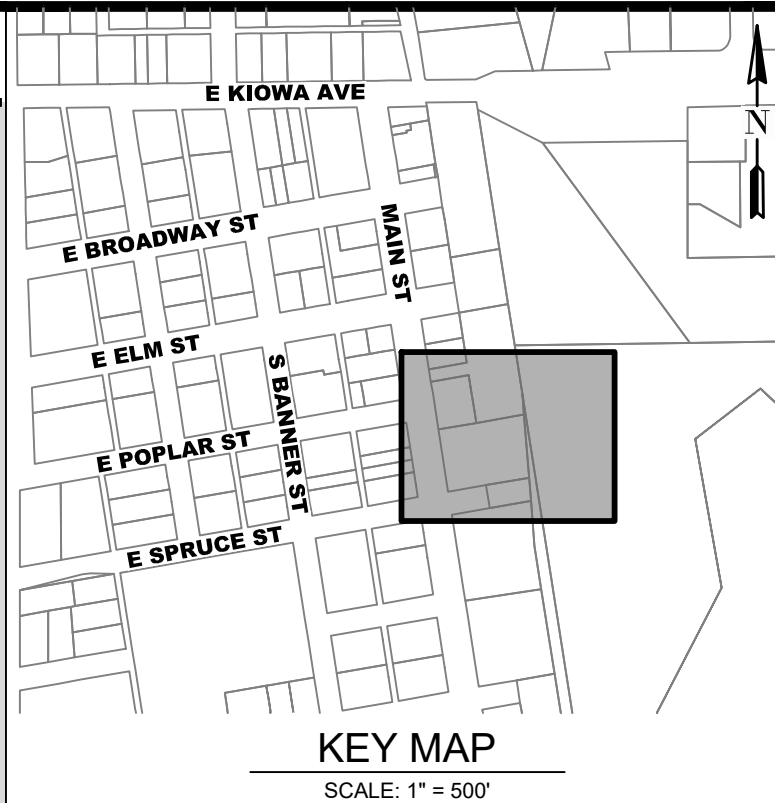 E KIOWA AVE
N
E BROADWAY ST
MAIN ST
E ELM ST
S BANNER ST
E POPLAR ST
E SPRUCE ST
KEY MAP
SCALE: 1" = 500'